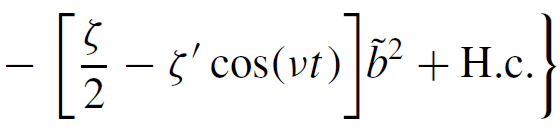 − [ζ/2 − ζ′ cos(νt)] b̃² + H.c.}